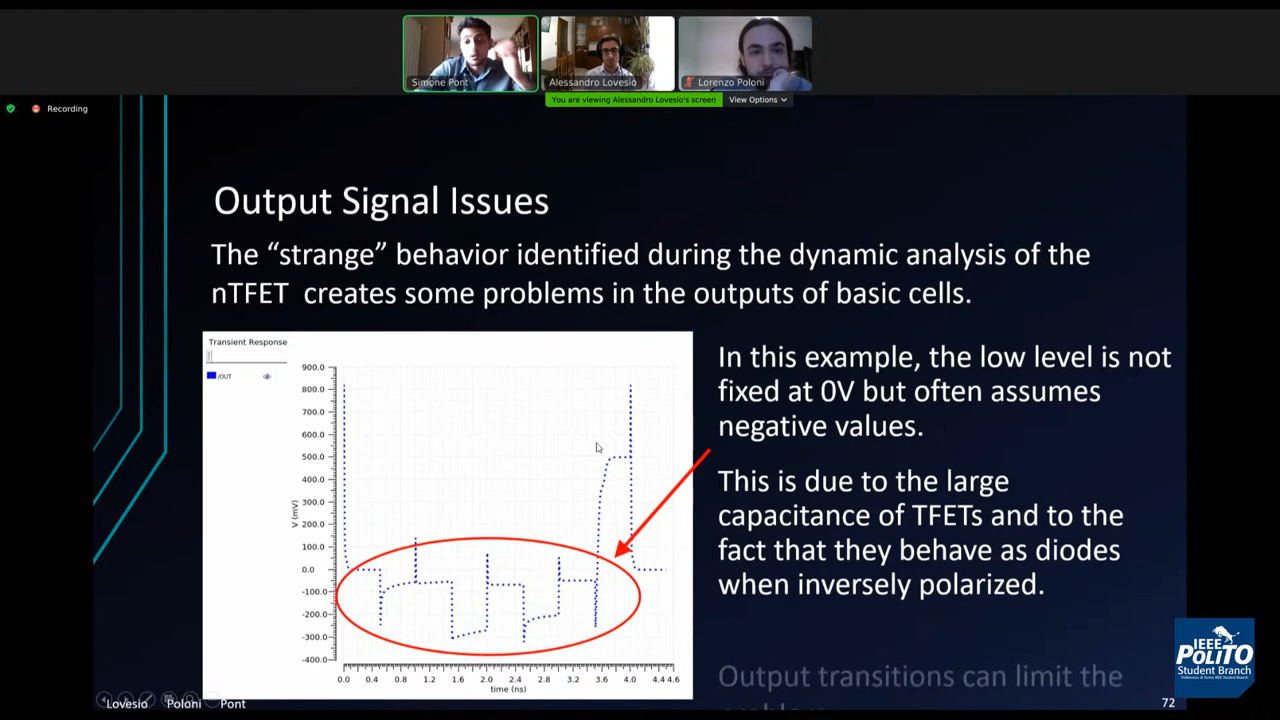 Simone Pont
Alessandro Lovesio
Lorenzo Poloni
You are viewing Alessandro Lovesio's screen
View Options
Recording
Output Signal Issues
The “strange” behavior identified during the dynamic analysis of the
nTFET creates some problems in the outputs of basic cells.
Transient Response
/OUT
900.0
800.0
700.0
600.0
500.0
400.0
300.0
200.0
100.0
0.0
-100.0
-200.0
-300.0
-400.0
V (mV)
0.0 0.4 0.8 1.2 1.6 2.0 2.4 2.8 3.2 3.6 4.0 4.4 4.6
time (ns)
In this example, the low level is not
fixed at 0V but often assumes
negative values.
This is due to the large
capacitance of TFETs and to the
fact that they behave as diodes
when inversely polarized.
Output transitions can limit the
IEEE
POLITO
Student Branch
Lovesio Poloni Pont
72